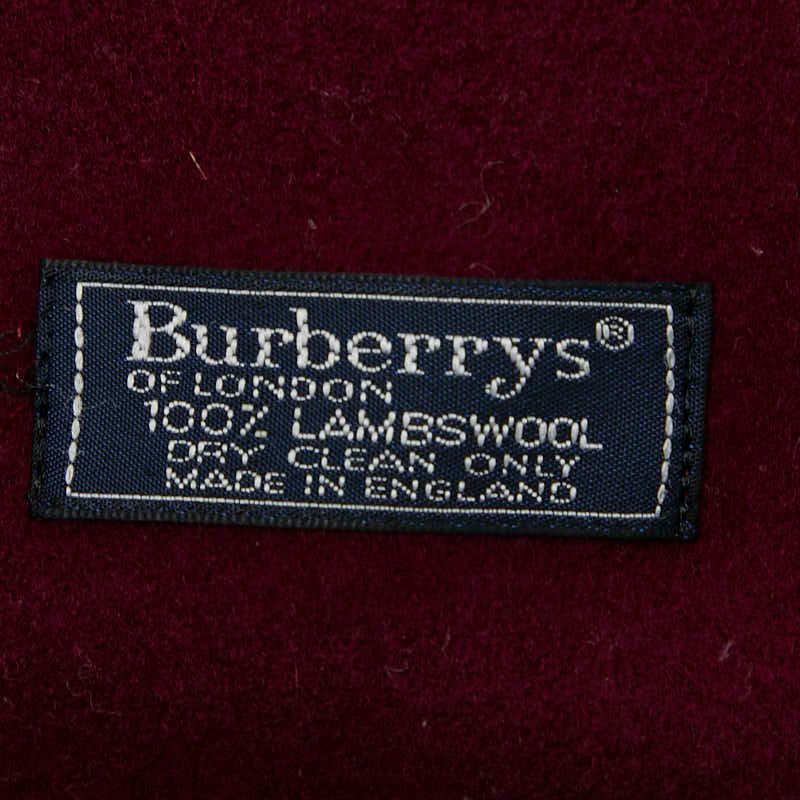 Burberrys®
OF LONDON
100% LAMBSWOOL
DRY CLEAN ONLY
MADE IN ENGLAND